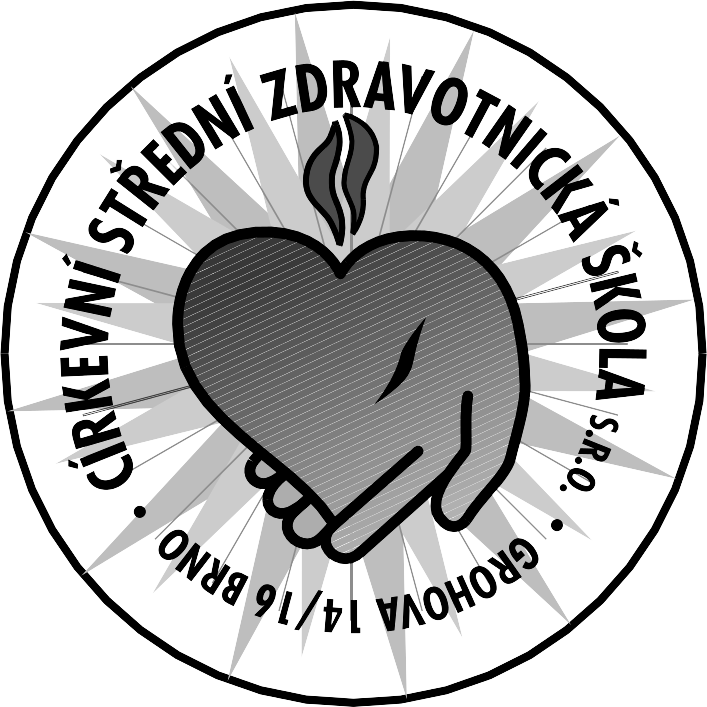 CÍRKEVNÍ STŘEDNÍ ZDRAVOTNICKÁ ŠKOLA S.R.O.
• GROHOVA 14/16 BRNO •